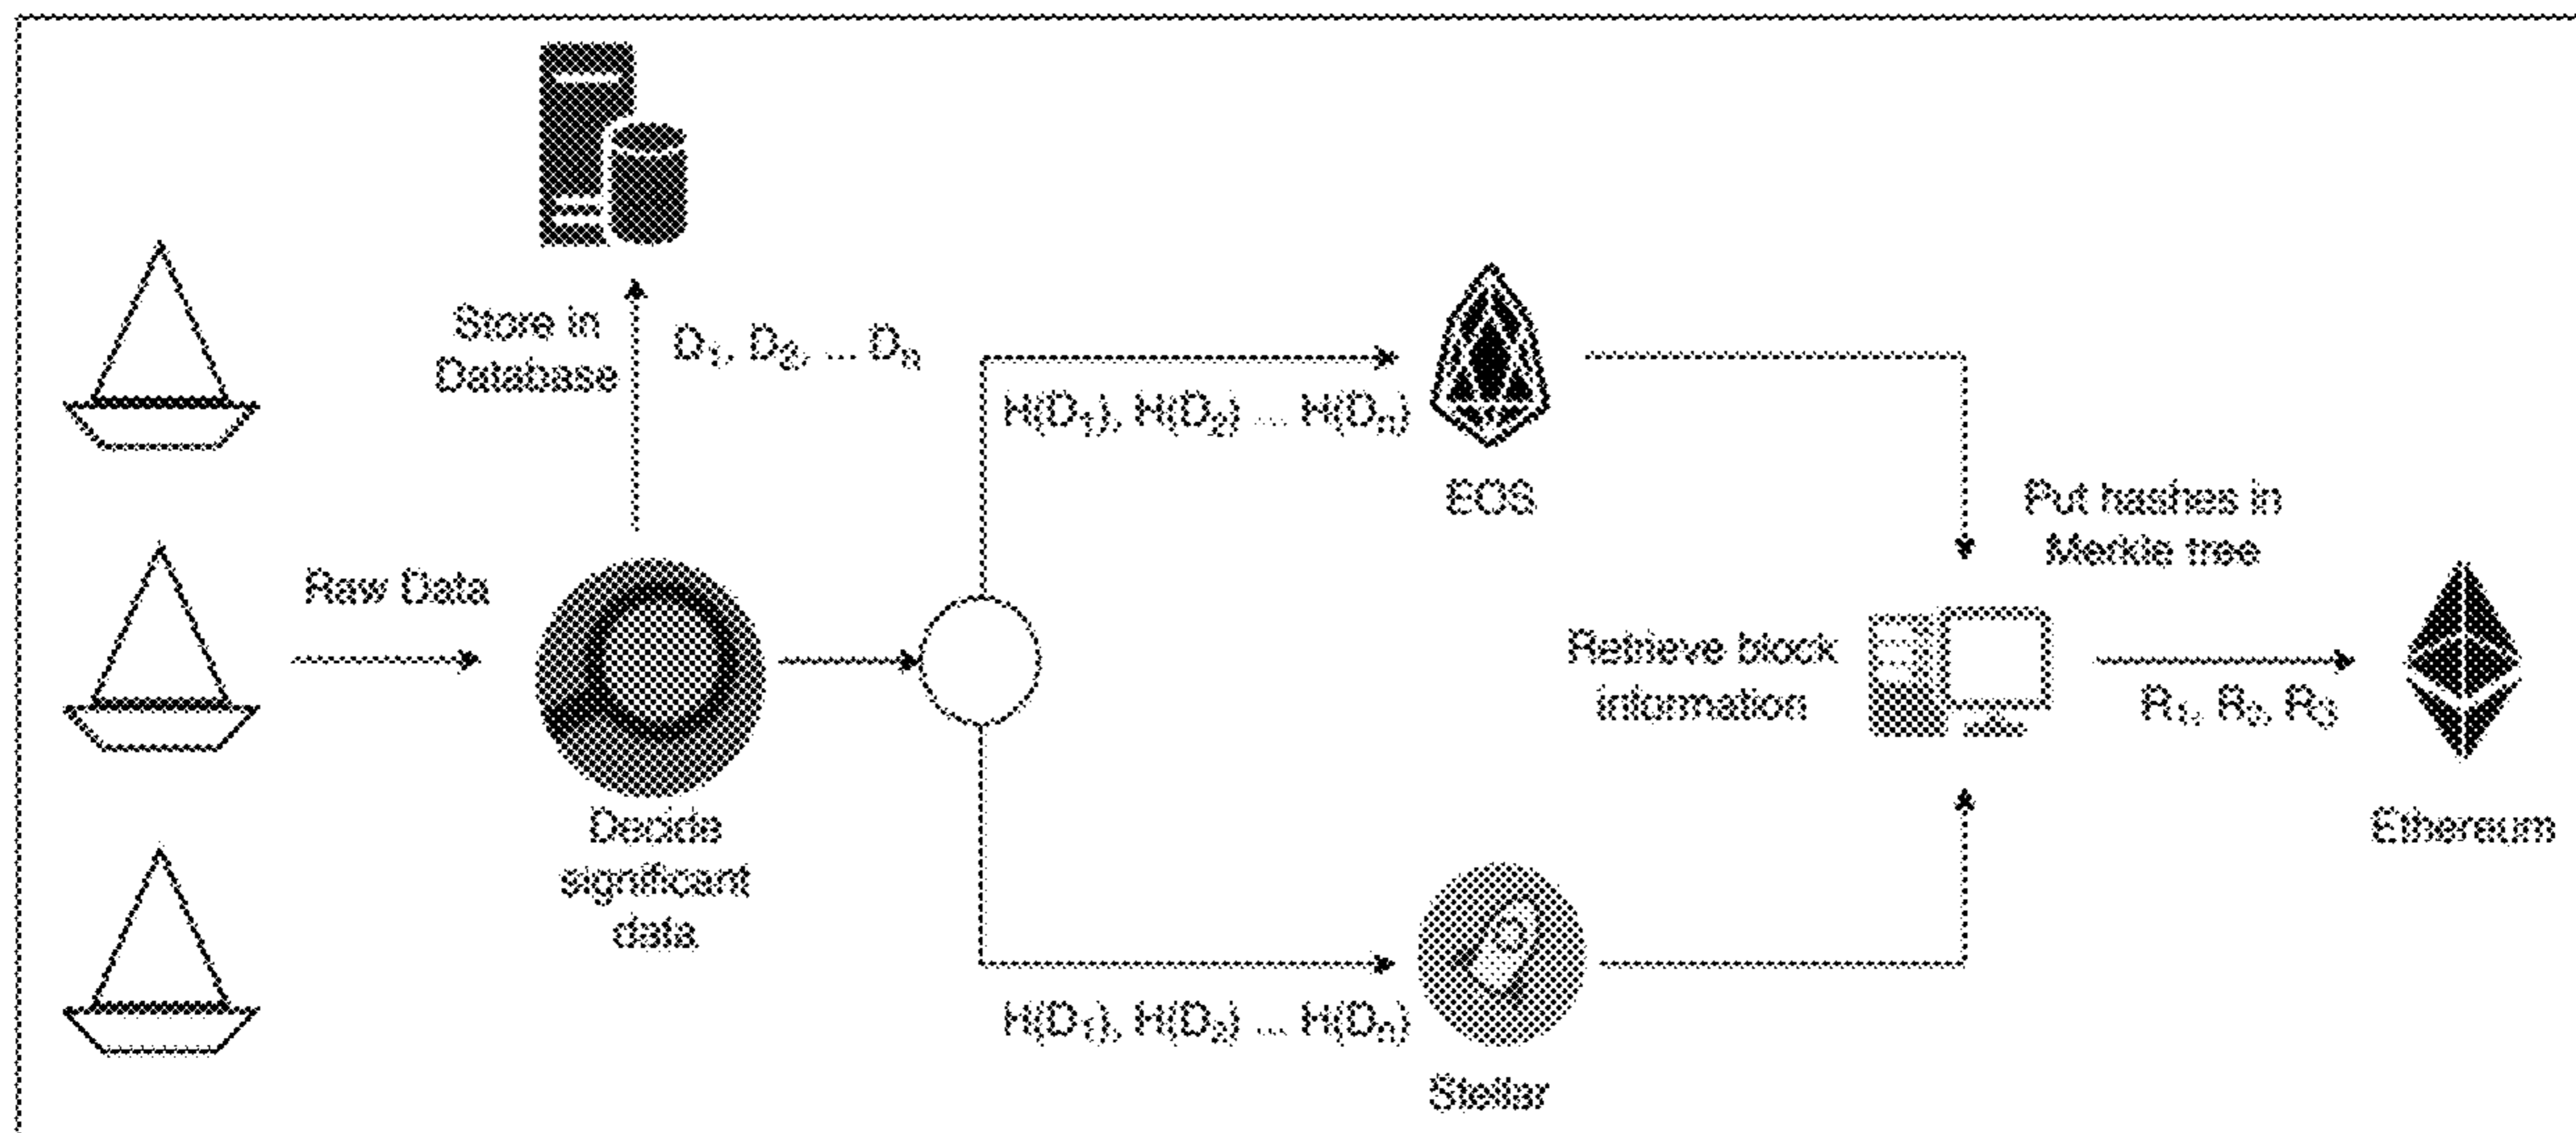 Store in
Database
D₁, D₂, ... Dₙ
H(D₁), H(D₂) ... H(Dₙ)
EOS
Put hashes in
Merkle tree
Raw Data
Retrieve block
information
R₁, R₂, R₃
Ethereum
Decide
significant
data
H(D₁), H(D₂) ... H(Dₙ)
Stellar